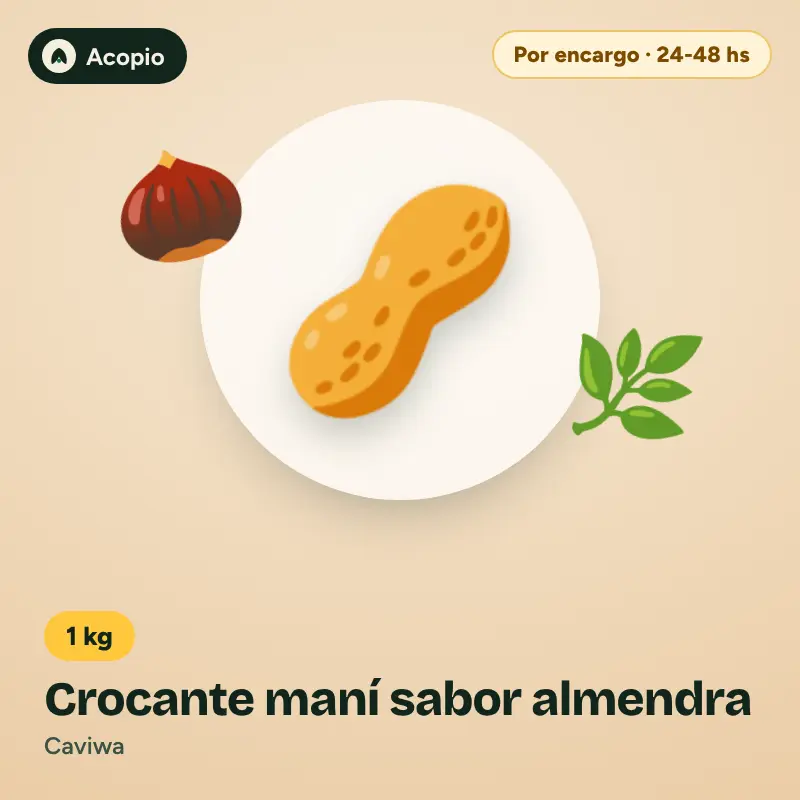 Acopio
Por encargo · 24-48 hs
1 kg
Crocante maní sabor almendra
Caviwa